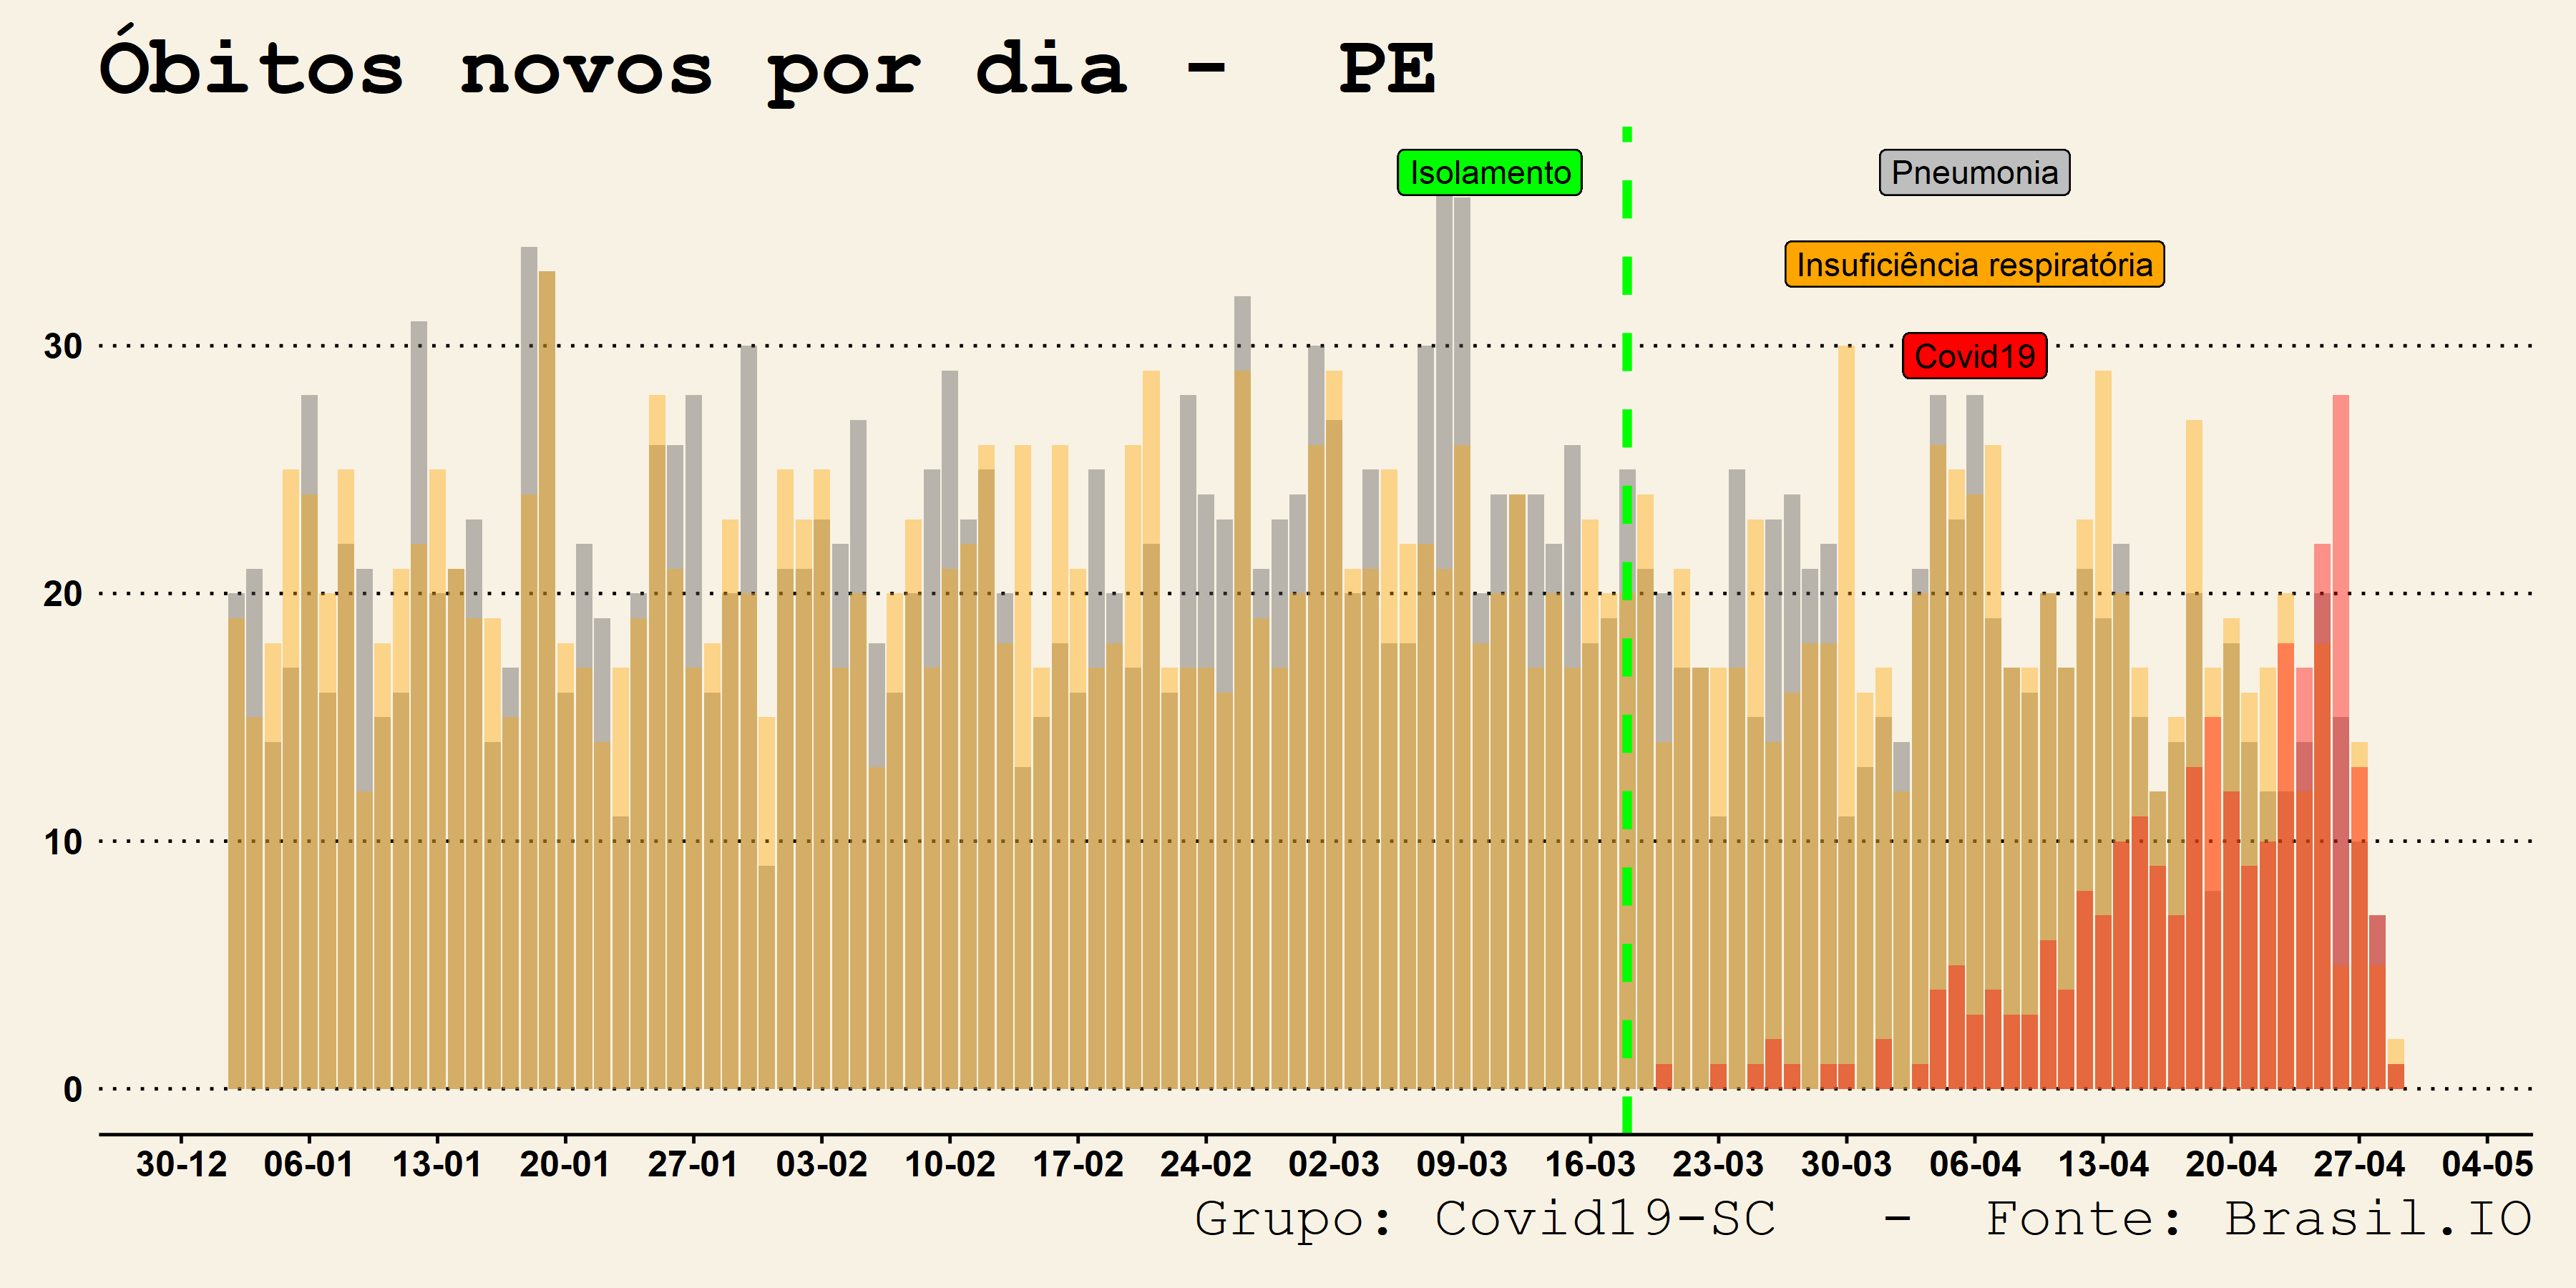 Óbitos novos por dia - PE
Isolamento
Pneumonia
Insuficiência respiratória
Covid19
30
20
10
0
30-12 06-01 13-01 20-01 27-01 03-02 10-02 17-02 24-02 02-03 09-03 16-03 23-03 30-03 06-04 13-04 20-04 27-04 04-05
Grupo: Covid19-SC - Fonte: Brasil.IO